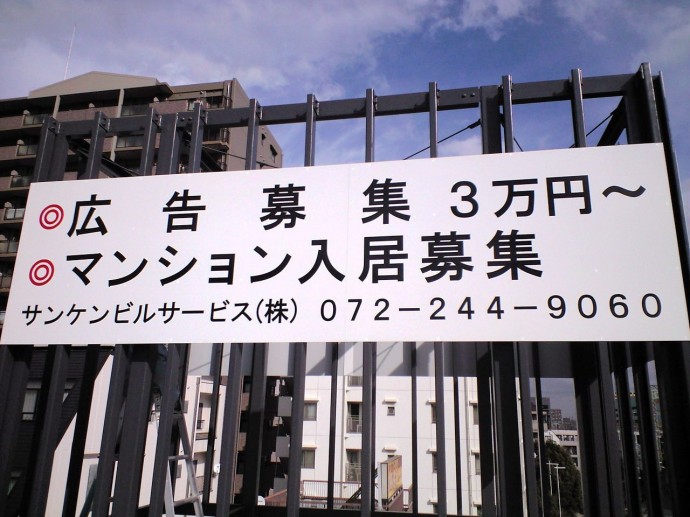 ◎広告募集 3万円～
◎マンション入居募集
サンケンビルサービス(株) 072-244-9060